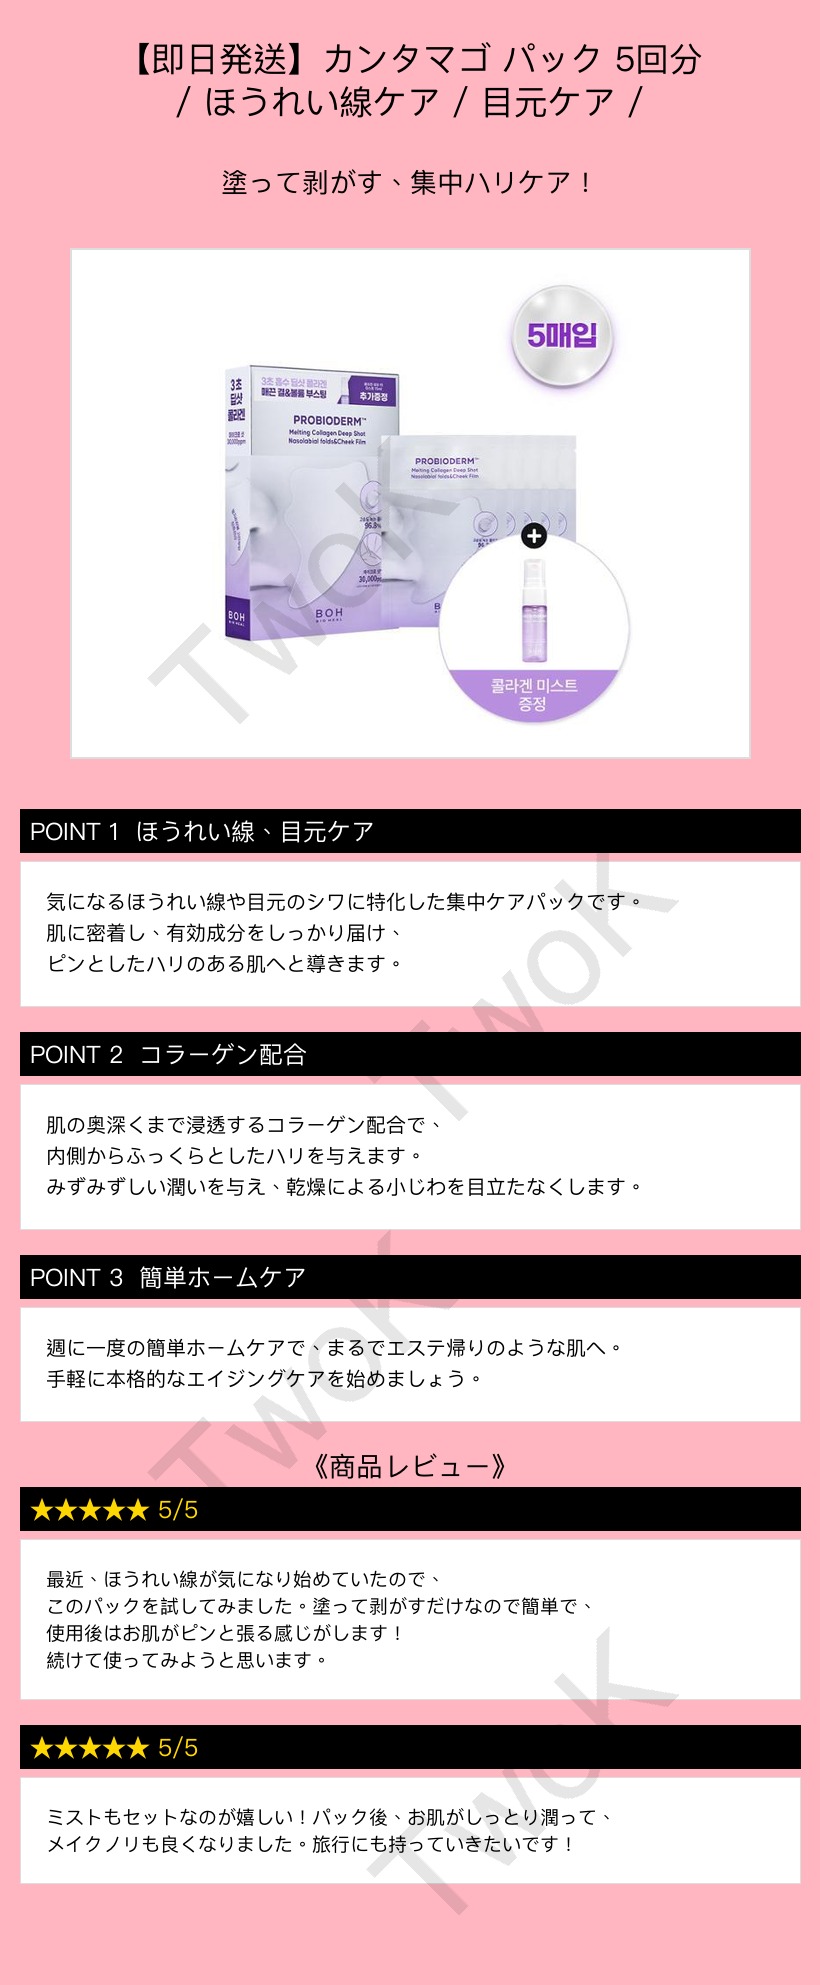 【即日発送】カンタマゴ パック 5回分
/ ほうれい線ケア / 目元ケア /
塗って剥がす、集中ハリケア！
5매입
3초
딥샷
콜라겐
30,000ppm
BOH
BIO HEAL
3초 흡수 딥샷 콜라겐
매끈 결&볼륨 부스팅
추가증정
PROBIODERM™
Melting Collagen Deep Shot
Nasolabial folds&Cheek Film
BOH
BIO HEAL
PROBIODERM™
Melting Collagen Deep Shot
Nasolabial folds&Cheek Film
콜라겐 미스트
증정
TwoK
POINT 1 ほうれい線、目元ケア
気になるほうれい線や目元のシワに特化した集中ケアパックです。
肌に密着し、有効成分をしっかり届け、
ピンとしたハリのある肌へと導きます。
TwoK
POINT 2 コラーゲン配合
肌の奥深くまで浸透するコラーゲン配合で、
内側からふっくらとしたハリを与えます。
みずみずしい潤いを与え、乾燥による小じわを目立たなくします。
POINT 3 簡単ホームケア
週に一度の簡単ホームケアで、まるでエステ帰りのような肌へ。
手軽に本格的なエイジングケアを始めましょう。
TwoK
《商品レビュー》
★★★★★ 5/5
最近、ほうれい線が気になり始めていたので、
このパックを試してみました。塗って剥がすだけなので簡単で、
使用後はお肌がピンと張る感じがします！
続けて使ってみようと思います。
★★★★★ 5/5
ミストもセットなのが嬉しい！パック後、お肌がしっとり潤って、
メイクノリも良くなりました。旅行にも持っていきたいです！
TwoK